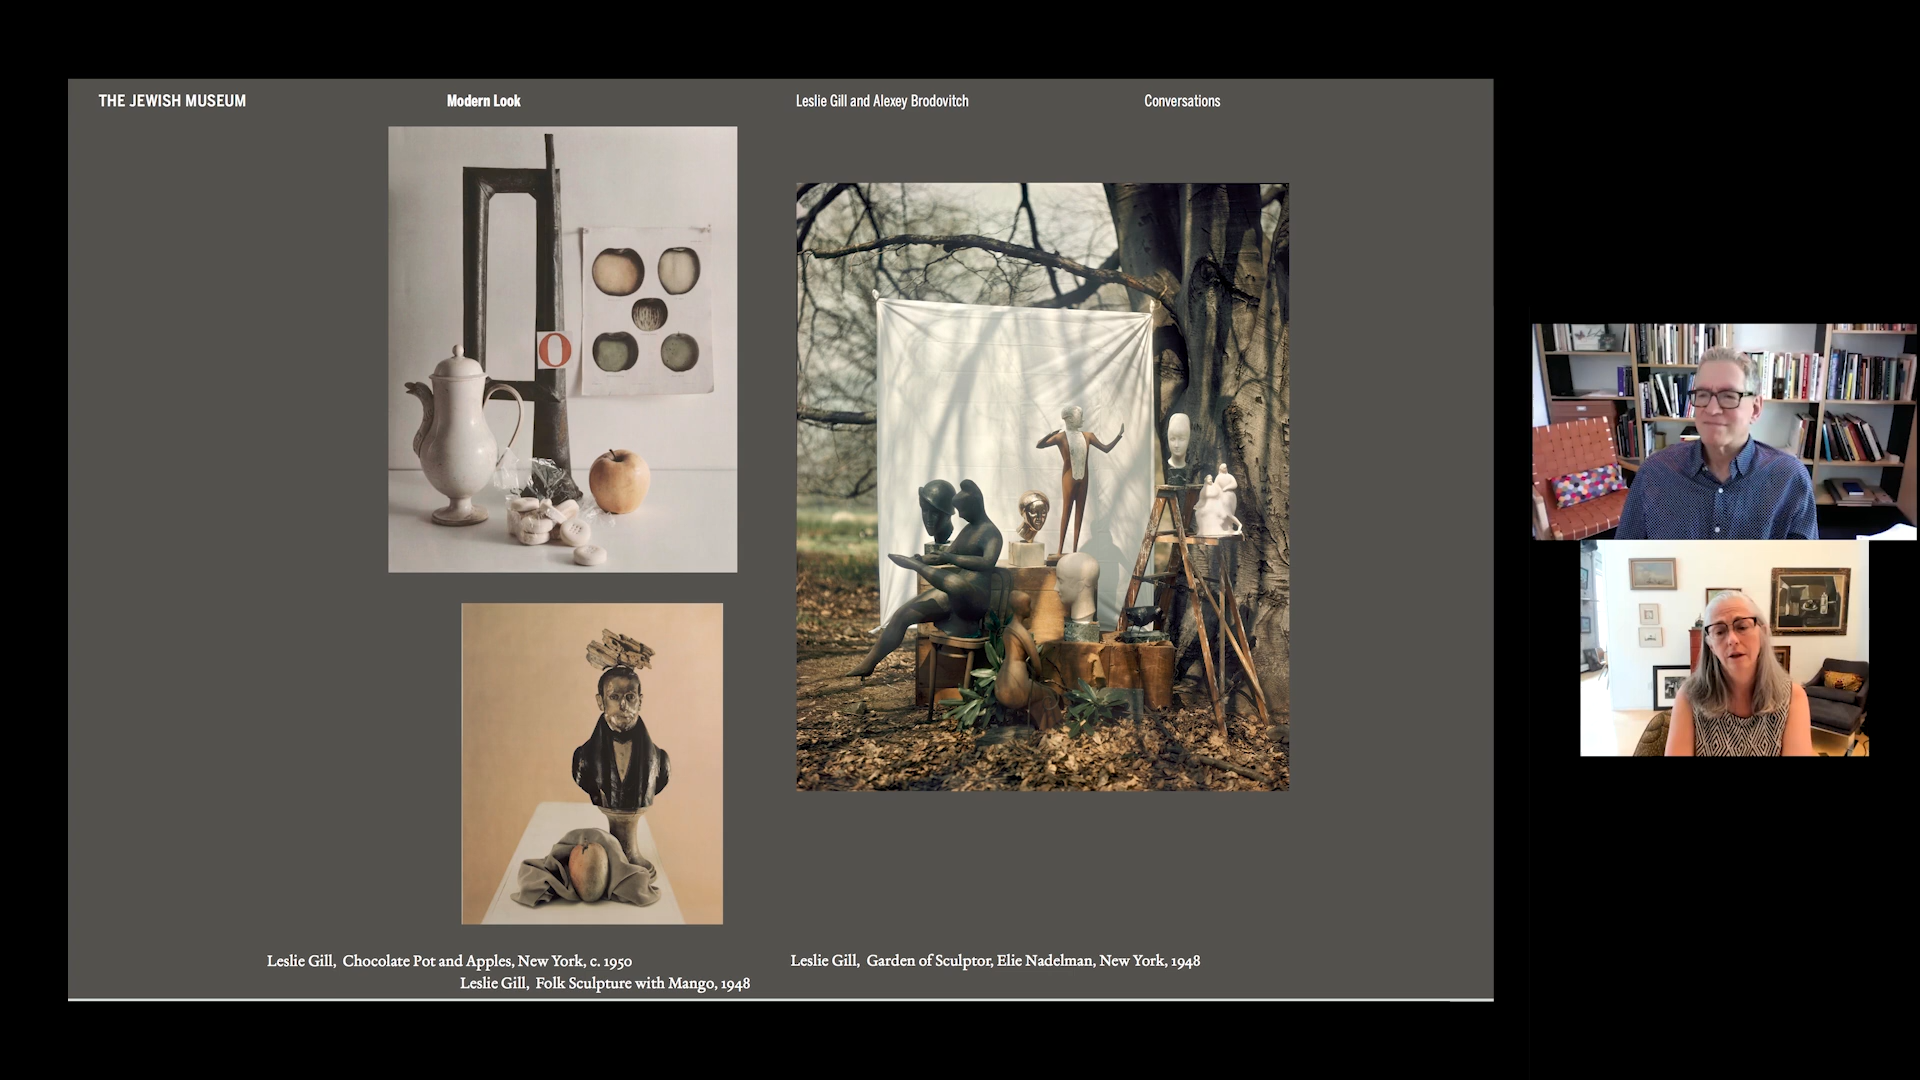 THE JEWISH MUSEUM
Modern Look
Leslie Gill and Alexey Brodovitch
Conversations
O
Leslie Gill, Chocolate Pot and Apples, New York, c. 1950
Leslie Gill, Garden of Sculptor, Elie Nadelman, New York, 1948
Leslie Gill, Folk Sculpture with Mango, 1948